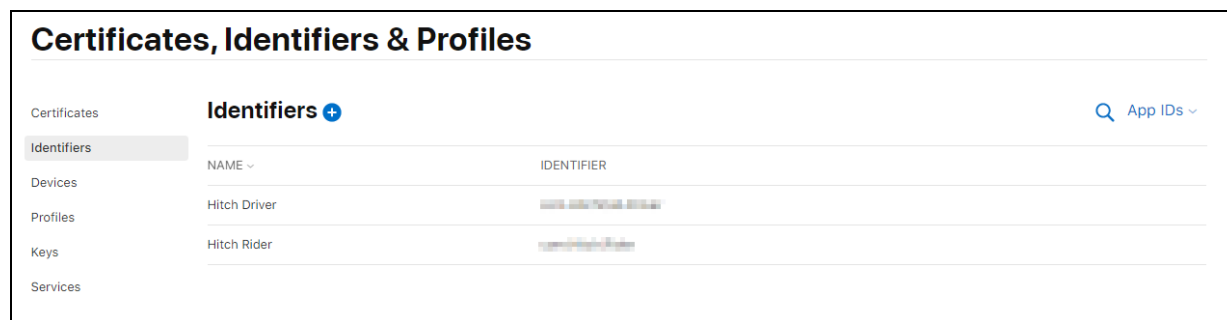 Certificates, Identifiers & Profiles
Certificates
Identifiers
Devices
Profiles
Keys
Services
Identifiers
App IDs
NAME
IDENTIFIER
Hitch Driver
Hitch Rider